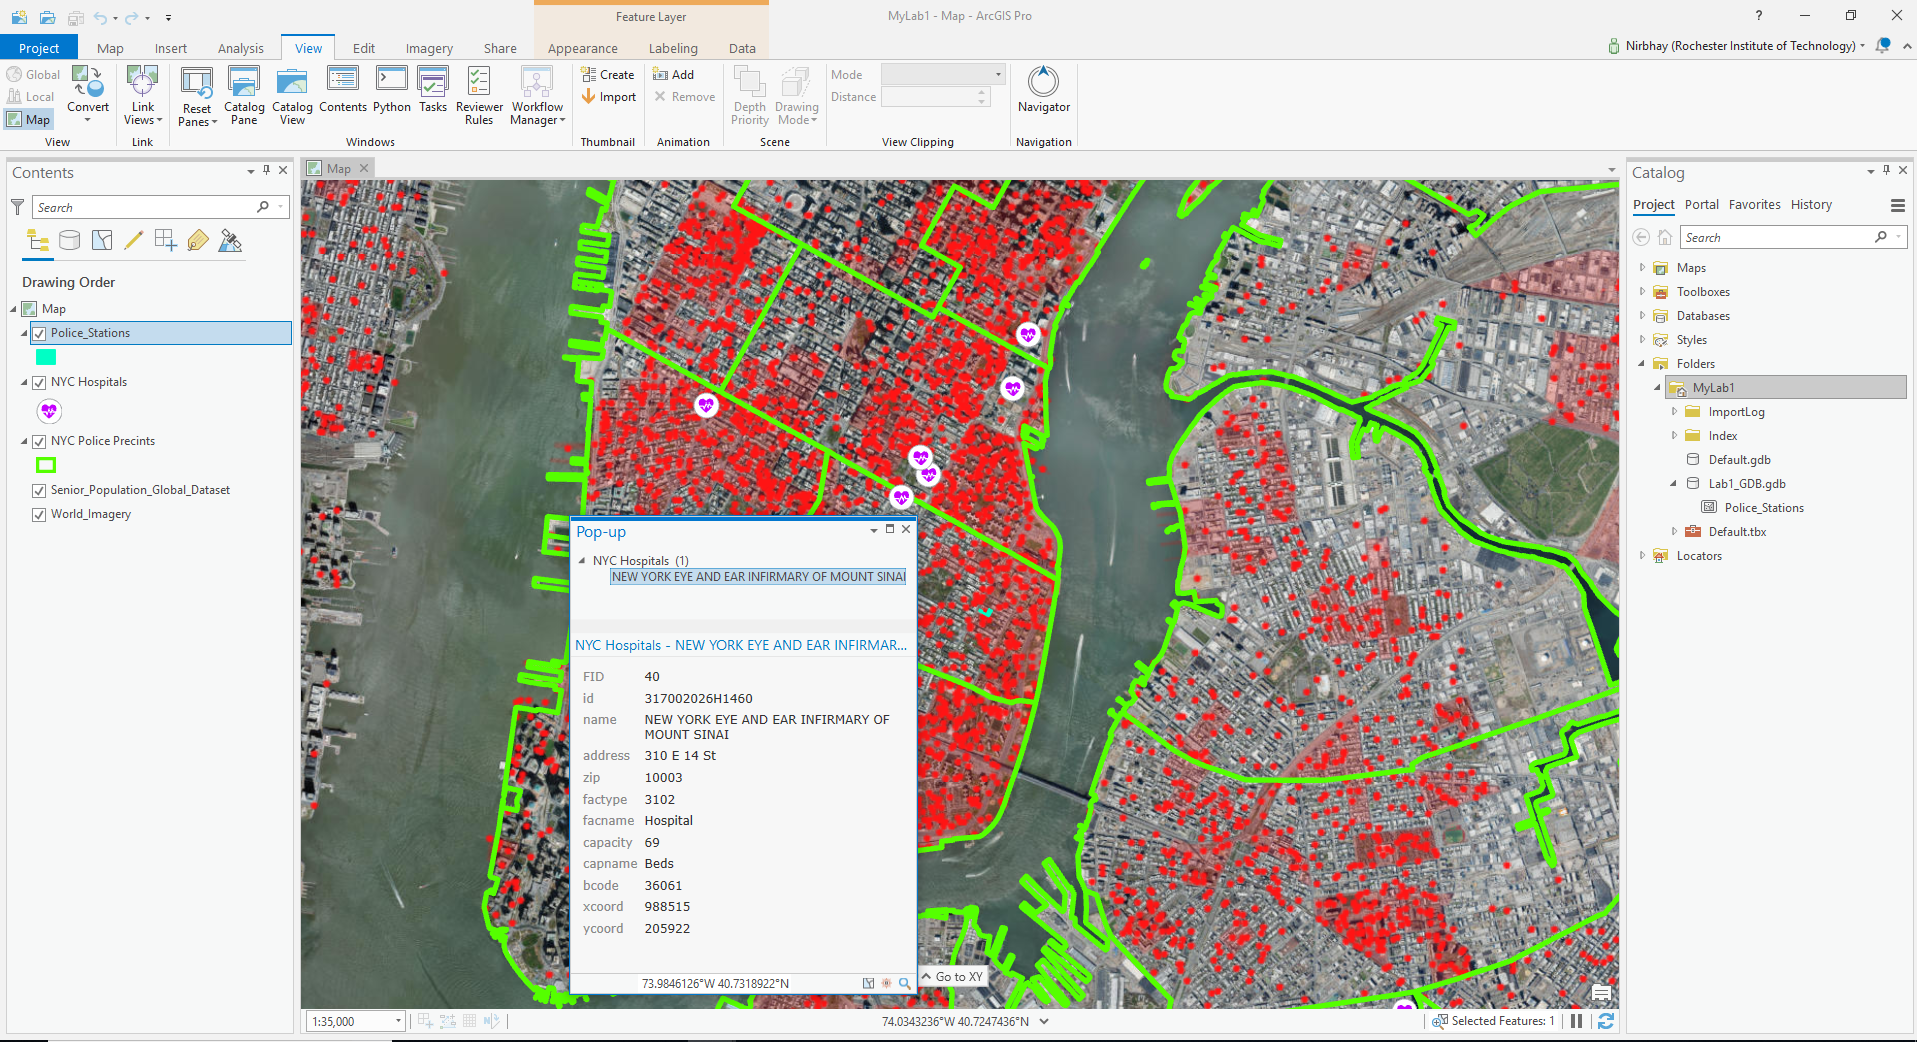 Feature Layer
MyLab1 - Map - ArcGIS Pro
?
Project Map Insert Analysis View Edit Imagery Share Appearance Labeling Data
Nirbhay (Rochester Institute of Technology)
Global
Local
Map
Convert
Link Views
Reset Panes
Catalog Pane
Catalog View
Contents
Python
Tasks
Reviewer Rules
Workflow Manager
Create
Import
Add
Remove
Depth Priority
Drawing Mode
Mode
Distance
Navigator
View Link Windows Thumbnail Animation Scene View Clipping Navigation
Contents
Search
Drawing Order
Map
Police_Stations
NYC Hospitals
NYC Police Precints
Senior_Population_Global_Dataset
World_Imagery
Map
Pop-up
NYC Hospitals (1)
NEW YORK EYE AND EAR INFIRMARY OF MOUNT SINAI
NYC Hospitals - NEW YORK EYE AND EAR INFIRMAR...
FID 40
id 317002026H1460
name NEW YORK EYE AND EAR INFIRMARY OF
MOUNT SINAI
address 310 E 14 St
zip 10003
factype 3102
facname Hospital
capacity 69
capname Beds
bcode 36061
xcoord 988515
ycoord 205922
73.9846126°W 40.7318922°N
Go to XY
1:35,000
74.0343236°W 40.7247436°N
Selected Features: 1
Catalog
Project Portal Favorites History
Search
Maps
Toolboxes
Databases
Styles
Folders
MyLab1
ImportLog
Index
Default.gdb
Lab1_GDB.gdb
Police_Stations
Default.tbx
Locators